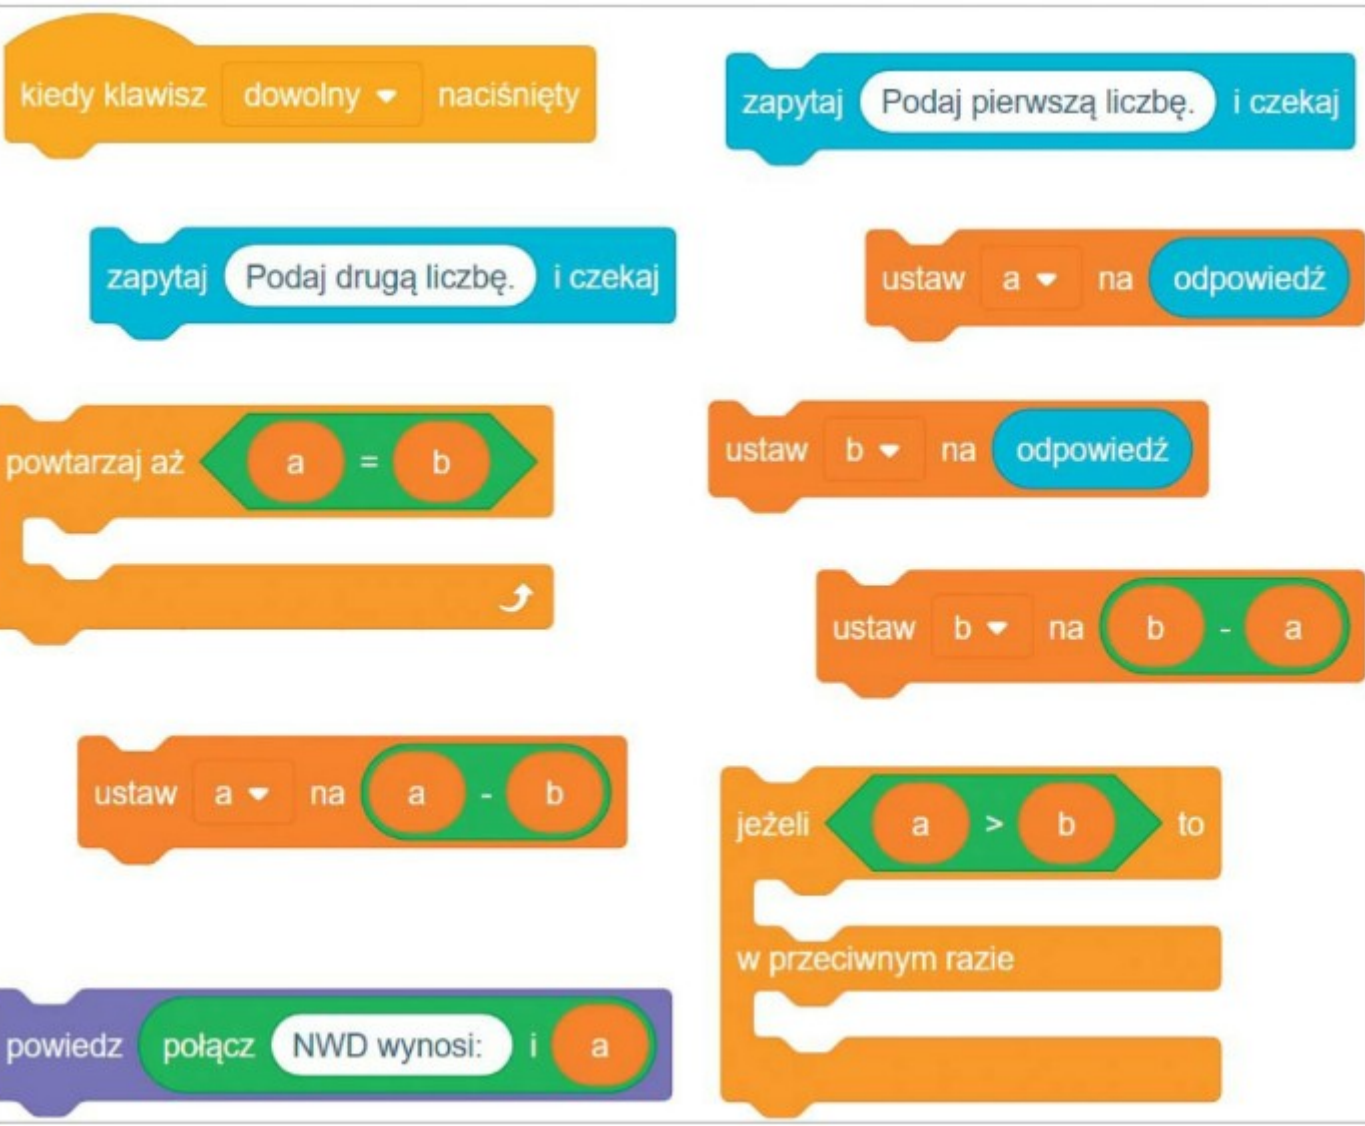 kiedy klawisz dowolny naciśnięty
zapytaj Podaj pierwszą liczbę. i czekaj
zapytaj Podaj drugą liczbę. i czekaj
ustaw a na odpowiedź
powtarzaj aż a = b
ustaw b na odpowiedź
ustaw b na b - a
ustaw a na a - b
jeżeli a > b to
w przeciwnym razie
powiedz połącz NWD wynosi: i a